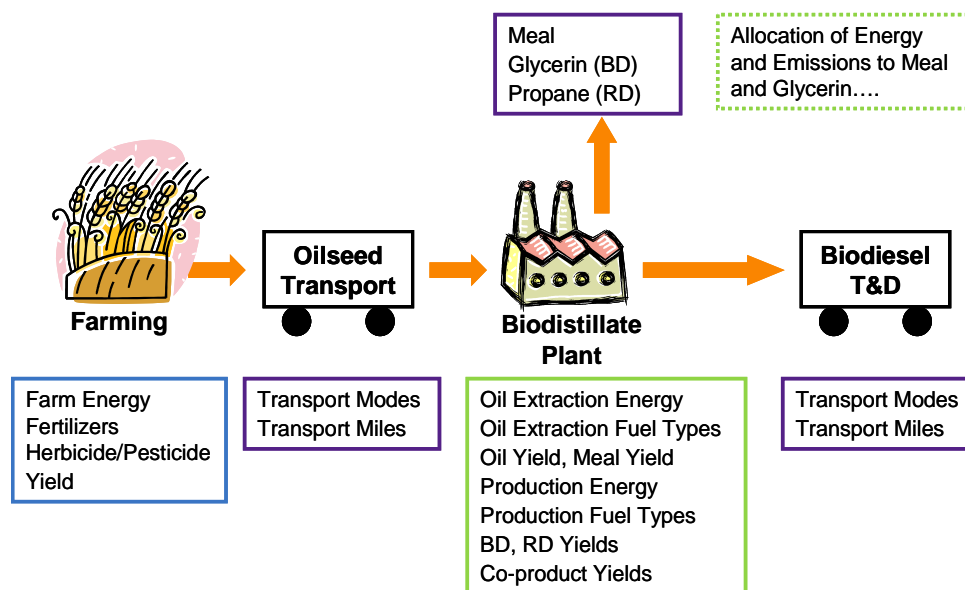 Meal
Glycerin (BD)
Propane (RD)
Allocation of Energy
and Emissions to Meal
and Glycerin….
Farming
Oilseed
Transport
Biodistillate
Plant
Biodiesel
T&D
Farm Energy
Fertilizers
Herbicide/Pesticide
Yield
Transport Modes
Transport Miles
Oil Extraction Energy
Oil Extraction Fuel Types
Oil Yield, Meal Yield
Production Energy
Production Fuel Types
BD, RD Yields
Co-product Yields
Transport Modes
Transport Miles